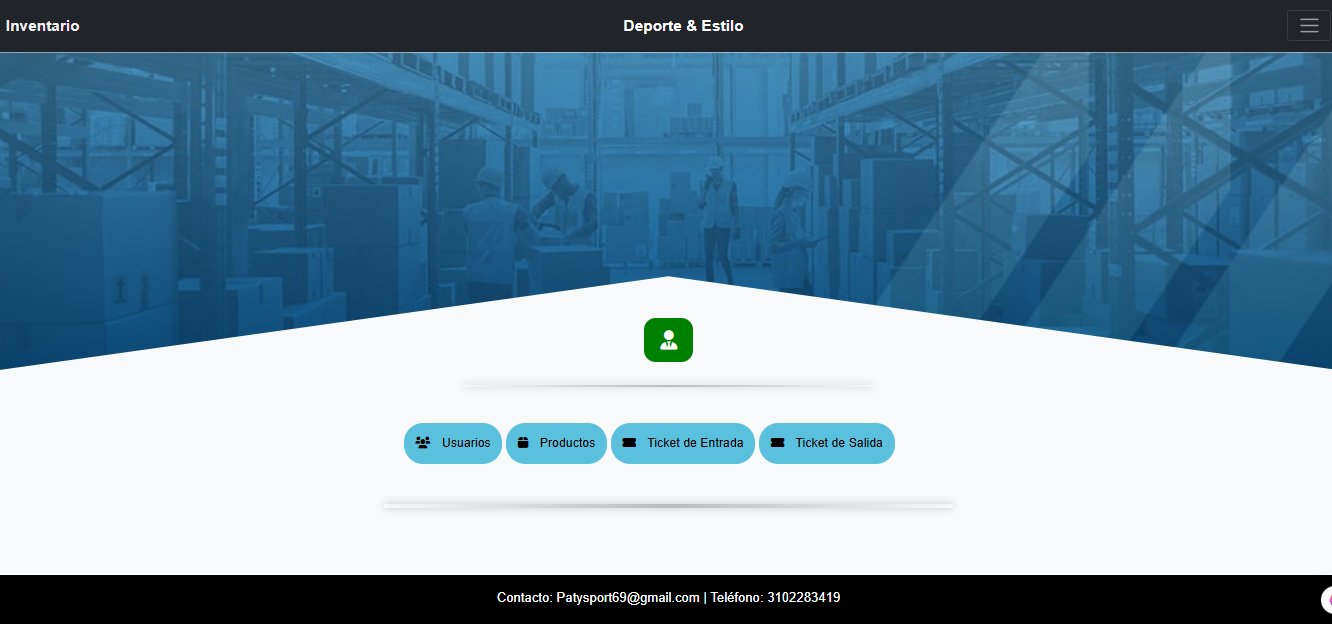 Inventario
Deporte & Estilo
Usuarios
Productos
Ticket de Entrada
Ticket de Salida
Contacto: Patysport69@gmail.com | Teléfono: 3102283419